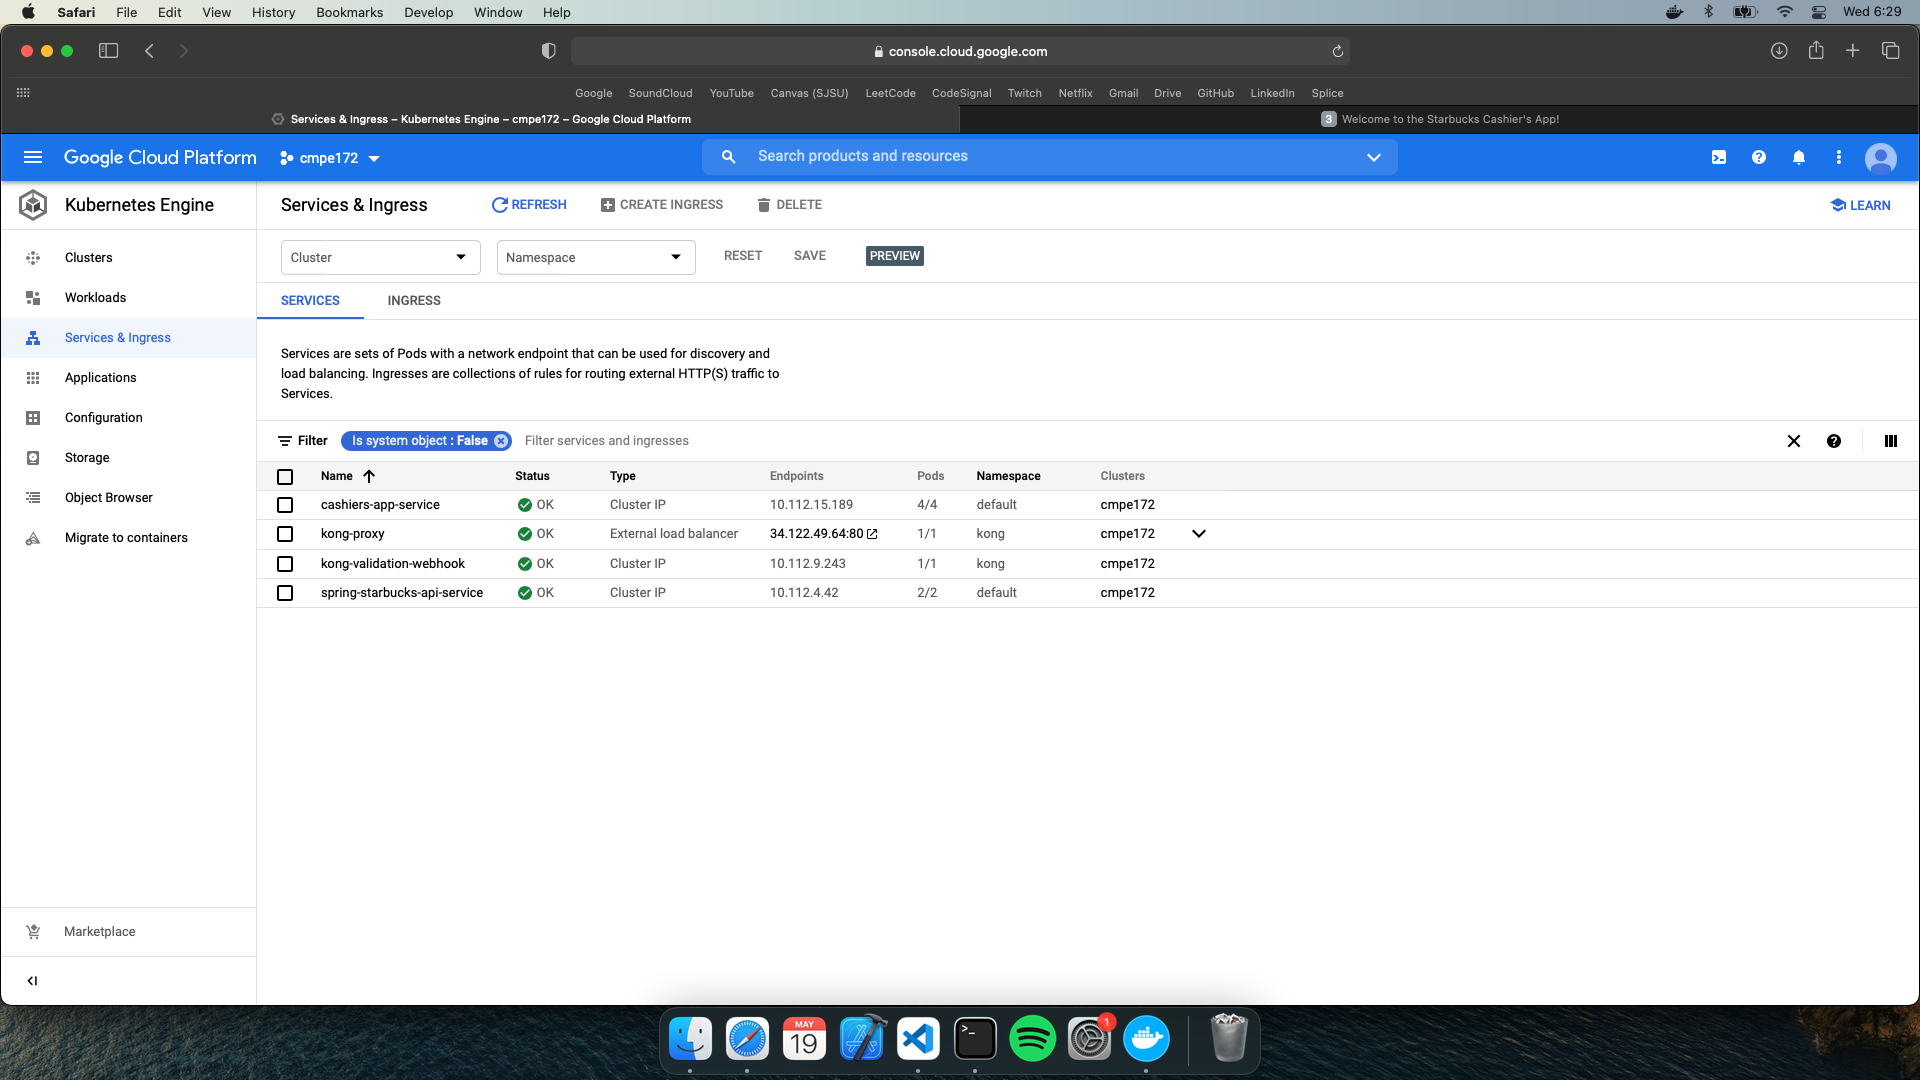 Safari File Edit View History Bookmarks Develop Window Help Wed 6:29
console.cloud.google.com
Google SoundCloud YouTube Canvas (SJSU) LeetCode CodeSignal Twitch Netflix Gmail Drive GitHub LinkedIn Splice
Services & Ingress – Kubernetes Engine – cmpe172 – Google Cloud Platform 3 Welcome to the Starbucks Cashier's App!
Google Cloud Platform cmpe172 Search products and resources
Kubernetes Engine Services & Ingress REFRESH CREATE INGRESS DELETE LEARN
Clusters
Workloads
Services & Ingress
Applications
Configuration
Storage
Object Browser
Migrate to containers
Marketplace
Cluster Namespace RESET SAVE PREVIEW
SERVICES INGRESS
Services are sets of Pods with a network endpoint that can be used for discovery and
load balancing. Ingresses are collections of rules for routing external HTTP(S) traffic to
Services.
Filter Is system object : False Filter services and ingresses
Name Status Type Endpoints Pods Namespace Clusters
cashiers-app-service OK Cluster IP 10.112.15.189 4/4 default cmpe172
kong-proxy OK External load balancer 34.122.49.64:80 1/1 kong cmpe172
kong-validation-webhook OK Cluster IP 10.112.9.243 1/1 kong cmpe172
spring-starbucks-api-service OK Cluster IP 10.112.4.42 2/2 default cmpe172
MAY
19
1